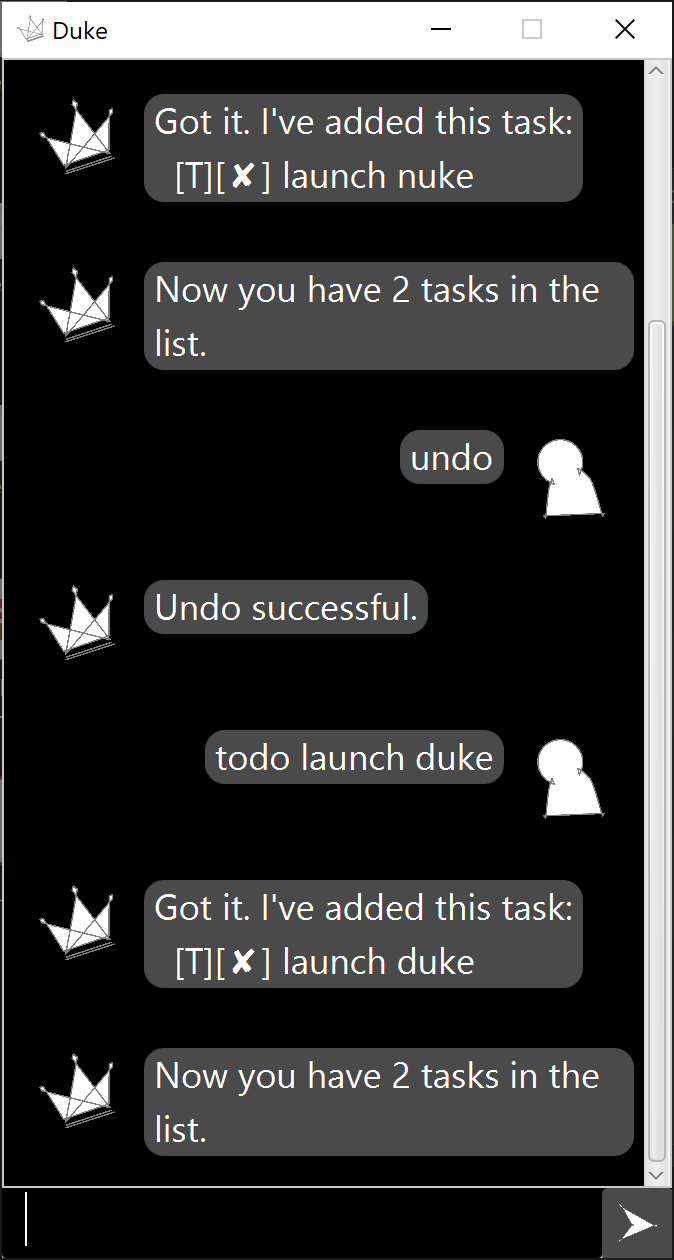 Duke
Got it. I've added this task:
[T][✘] launch nuke
Now you have 2 tasks in the
list.
undo
Undo successful.
todo launch duke
Got it. I've added this task:
[T][✘] launch duke
Now you have 2 tasks in the
list.